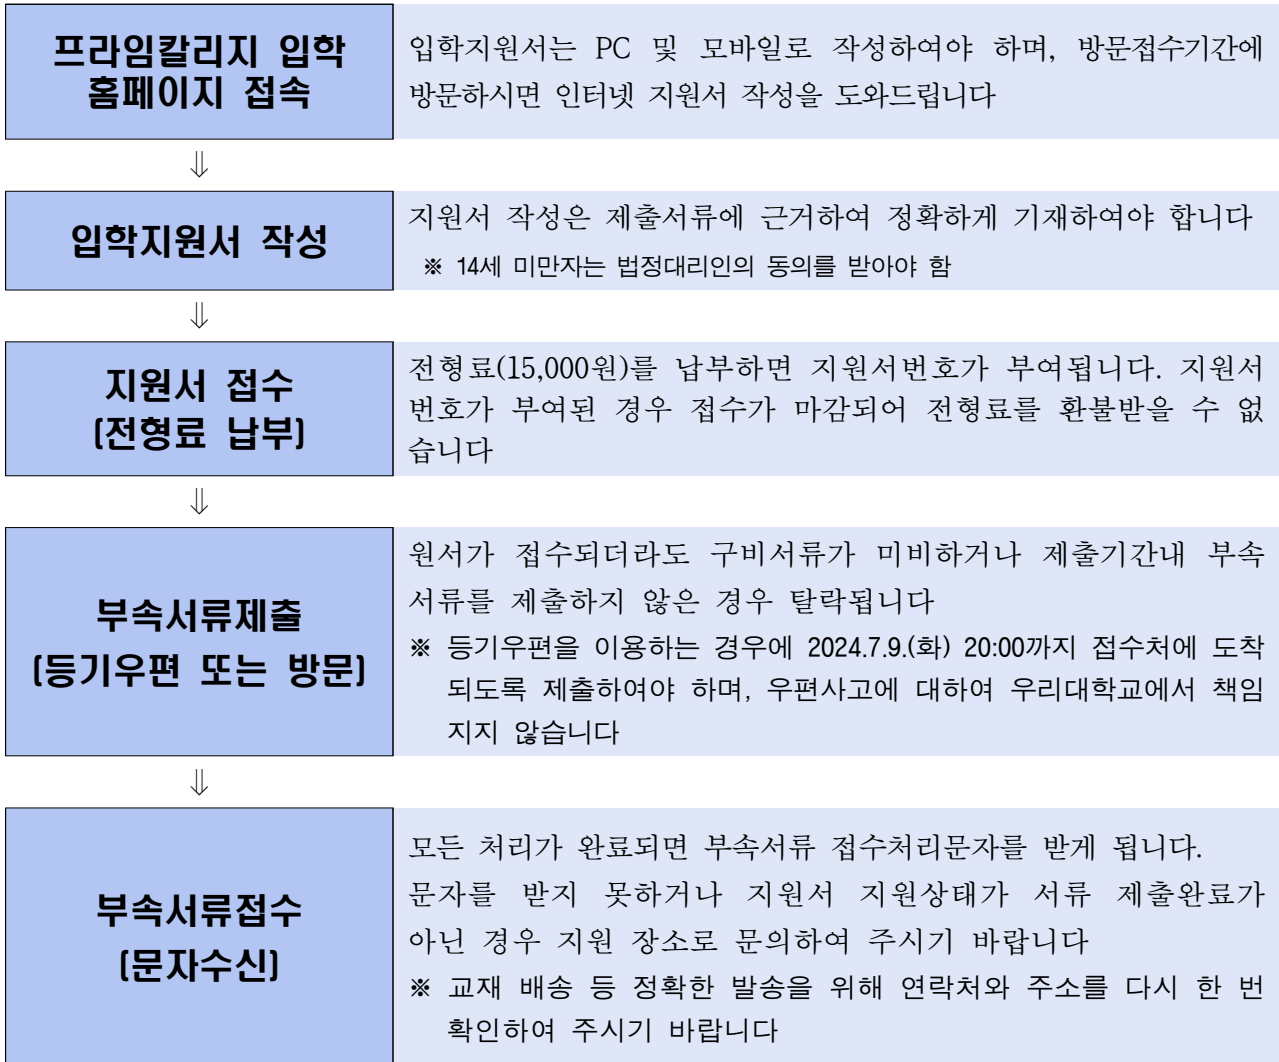 프라임칼리지 입학
홈페이지 접속
입학지원서는 PC 및 모바일로 작성하여야 하며, 방문접수기간에
방문하시면 인터넷 지원서 작성을 도와드립니다
⇓
입학지원서 작성
지원서 작성은 제출서류에 근거하여 정확하게 기재하여야 합니다
※ 14세 미만자는 법정대리인의 동의를 받아야 함
⇓
지원서 접수
(전형료 납부)
전형료(15,000원)를 납부하면 지원서번호가 부여됩니다. 지원서
번호가 부여된 경우 접수가 마감되어 전형료를 환불받을 수 없
습니다
⇓
부속서류제출
(등기우편 또는 방문)
원서가 접수되더라도 구비서류가 미비하거나 제출기간내 부속
서류를 제출하지 않은 경우 탈락됩니다
※ 등기우편을 이용하는 경우에 2024.7.9.(화) 20:00까지 접수처에 도착
되도록 제출하여야 하며, 우편사고에 대하여 우리대학교에서 책임
지지 않습니다
⇓
부속서류접수
(문자수신)
모든 처리가 완료되면 부속서류 접수처리문자를 받게 됩니다.
문자를 받지 못하거나 지원서 지원상태가 서류 제출완료가
아닌 경우 지원 장소로 문의하여 주시기 바랍니다
※ 교재 배송 등 정확한 발송을 위해 연락처와 주소를 다시 한 번
확인하여 주시기 바랍니다